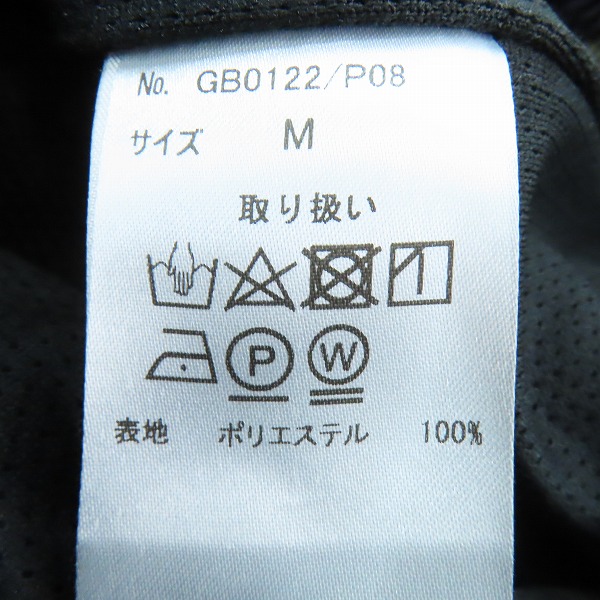 No. GB0122/P08
サイズ M
取り扱い
P W
表地 ポリエステル 100%